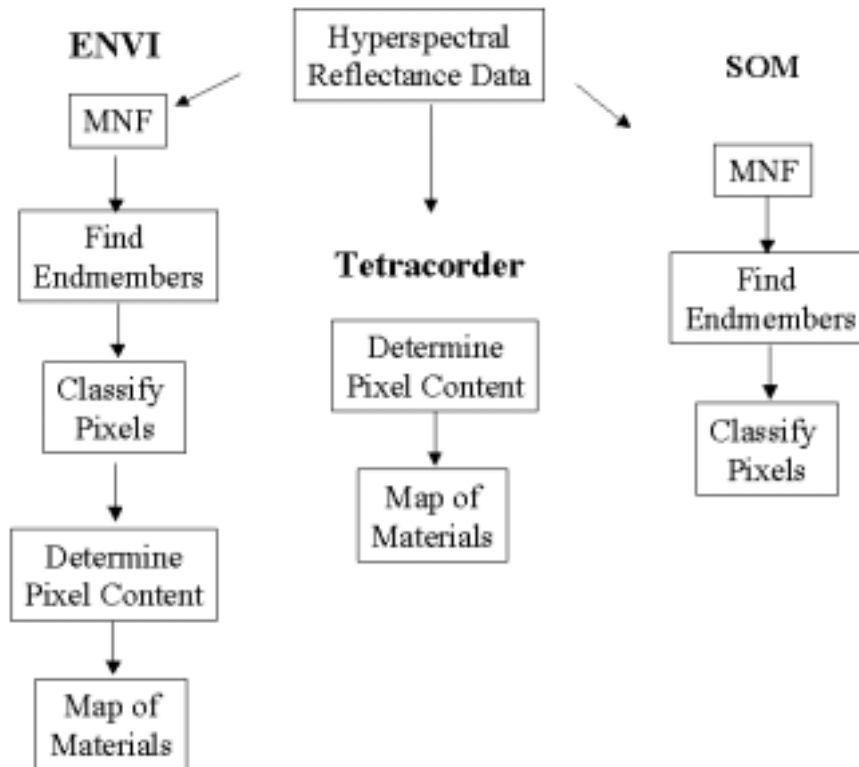 Hyperspectral
Reflectance Data
ENVI
MNF
Find
Endmembers
Classify
Pixels
Determine
Pixel Content
Map of
Materials
Tetracorder
Determine
Pixel Content
Map of
Materials
SOM
MNF
Find
Endmembers
Classify
Pixels